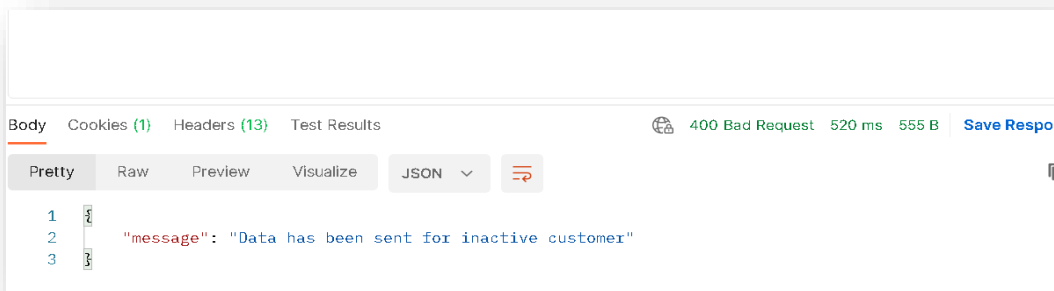 Body Cookies (1) Headers (13) Test Results 400 Bad Request 520 ms 555 B Save Respo
Pretty Raw Preview Visualize JSON
1 {
2 "message": "Data has been sent for inactive customer"
3 }